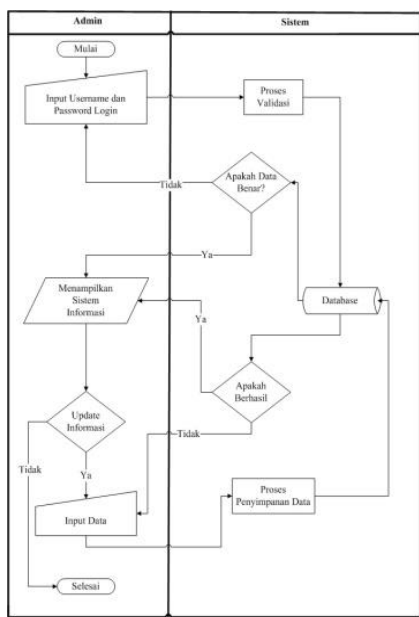 Admin
Sistem
Mulai
Input Username dan
Password Login
Proses
Validasi
Apakah Data
Benar?
Tidak
Ya
Menampilkan
Sistem
Informasi
Database
Ya
Apakah
Berhasil
Update
Informasi
Tidak
Tidak
Ya
Input Data
Proses
Penyimpanan Data
Selesai